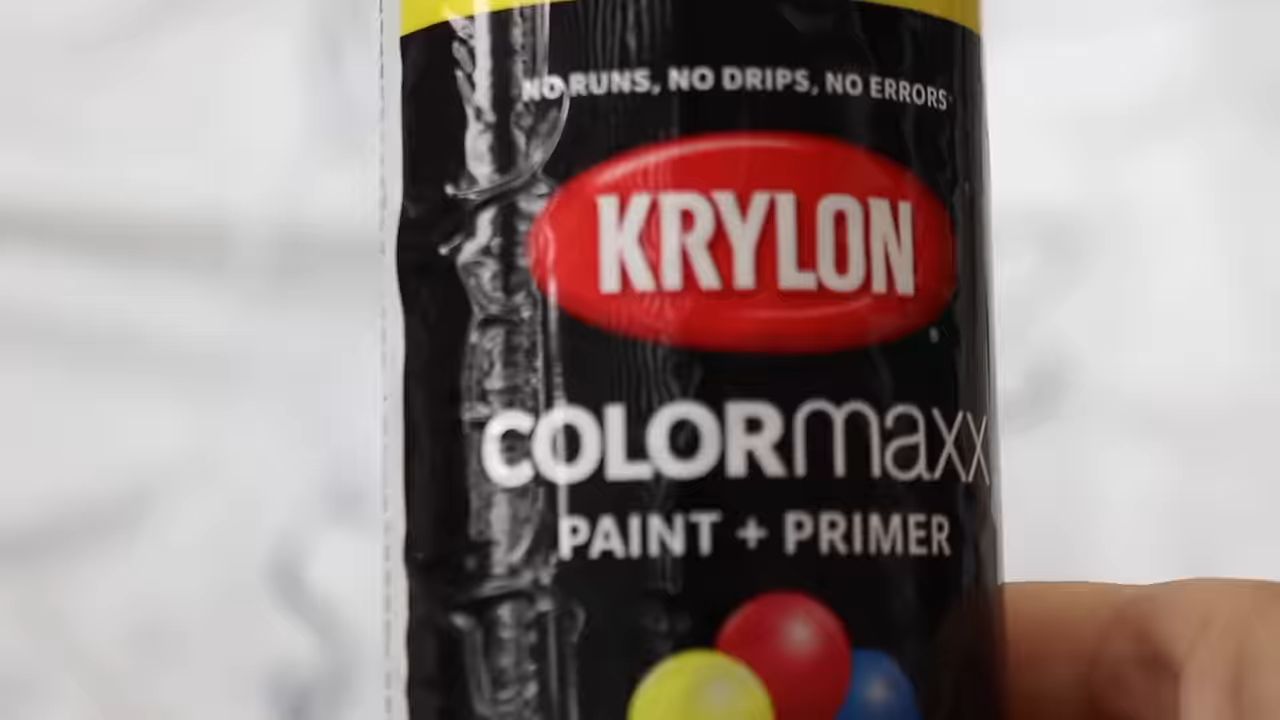 NO RUNS, NO DRIPS, NO ERRORS
KRYLON
COLORmaxx
PAINT + PRIMER